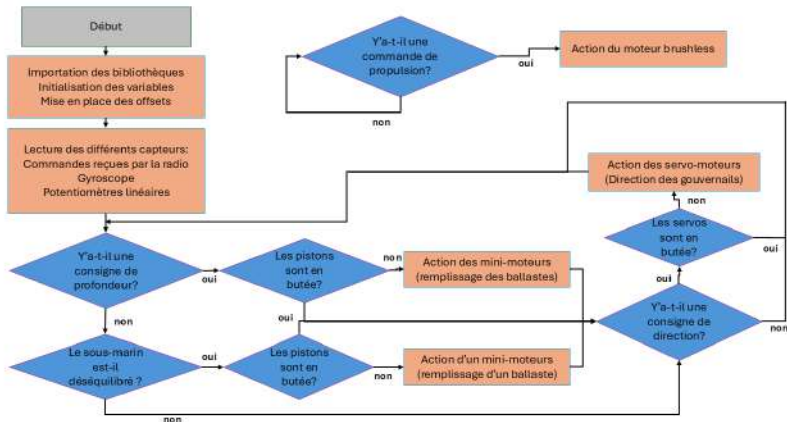 Début
Importation des bibliothèques
Initialisation des variables
Mise en place des offsets
Lecture des différents capteurs:
Commandes reçues par la radio
Gyroscope
Potentiomètres linéaires
Y'a-t-il une
commande de
propulsion?
oui
Action du moteur brushless
non
Action des servo-moteurs
(Direction des gouvernails)
non
Les servos
sont en
butée?
oui
oui
Y'a-t-il une
consigne de
profondeur?
oui
Les pistons
sont en
butée?
non
Action des mini-moteurs
(remplissage des ballastes)
Y'a-t-il une
consigne de
direction?
non
non
oui
Le sous-marin
est-il
déséquilibré ?
oui
Les pistons
sont en
butée?
non
Action d'un mini-moteurs
(remplissage d'un ballaste)
non